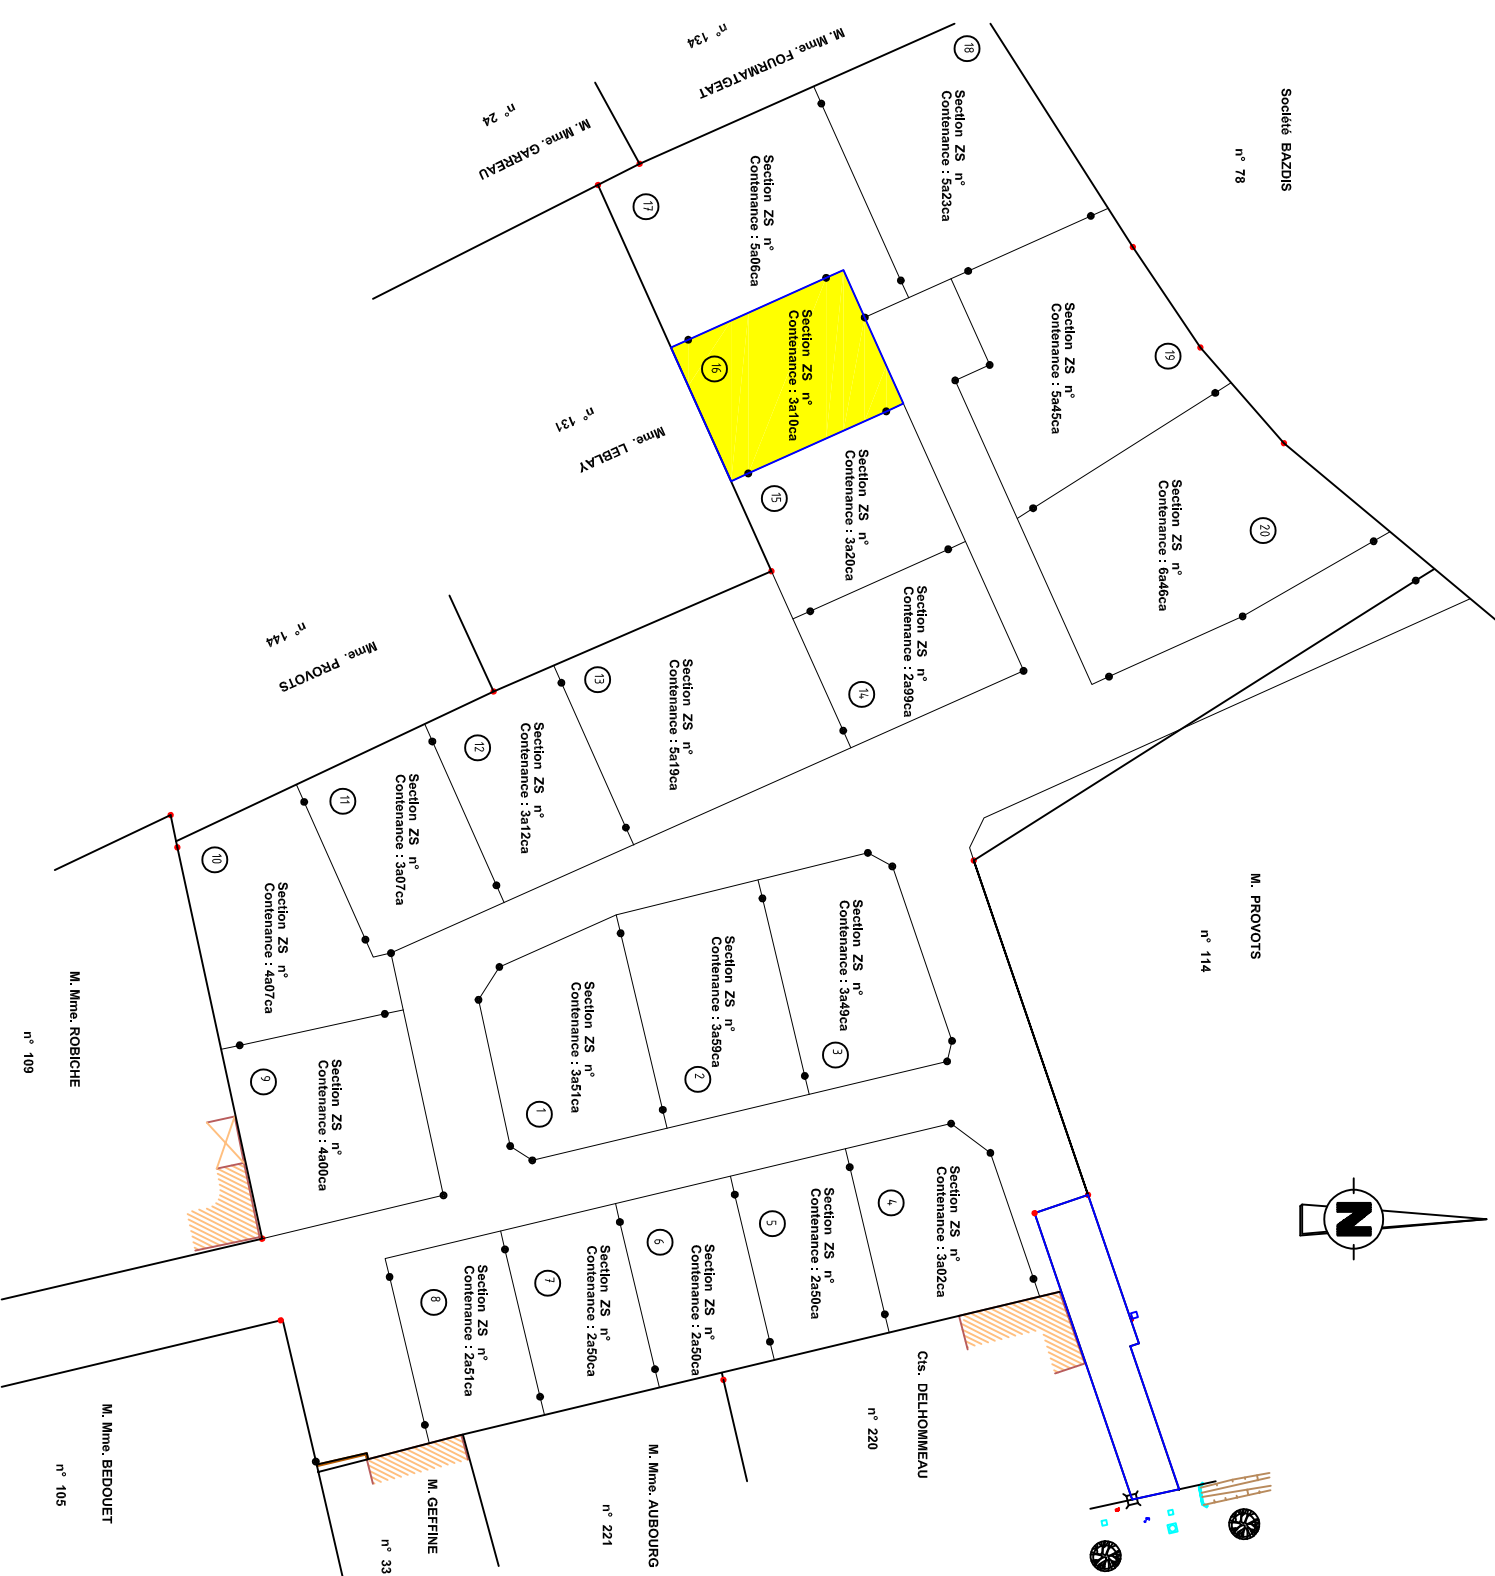 Société BAZDIS
n° 78
M. Mme. FOURMATGEAT
n° 134
M. Mme. GARREAU
n° 24
18
Section ZS n°
Contenance : 5a23ca
17
Section ZS n°
Contenance : 5a06ca
16
Section ZS n°
Contenance : 3a10ca
19
Section ZS n°
Contenance : 5a45ca
20
Section ZS n°
Contenance : 6a46ca
15
Section ZS n°
Contenance : 3a20ca
14
Section ZS n°
Contenance : 2a99ca
Mme. LEBLAY
n° 131
Mme. PROVOTS
n° 144
13
Section ZS n°
Contenance : 5a19ca
12
Section ZS n°
Contenance : 3a12ca
11
Section ZS n°
Contenance : 3a07ca
10
Section ZS n°
Contenance : 4a07ca
9
Section ZS n°
Contenance : 4a00ca
M. PROVOTS
n° 114
3
Section ZS n°
Contenance : 3a49ca
2
Section ZS n°
Contenance : 3a59ca
1
Section ZS n°
Contenance : 3a51ca
4
Section ZS n°
Contenance : 3a02ca
5
Section ZS n°
Contenance : 2a50ca
6
Section ZS n°
Contenance : 2a50ca
7
Section ZS n°
Contenance : 2a50ca
8
Section ZS n°
Contenance : 2a51ca
M. Mme. ROBICHE
n° 109
N
Cts. DELHOMMEAU
n° 220
M. Mme. AUBOURG
n° 221
M. GEFFINE
n° 33
M. Mme. BEDOUET
n° 105